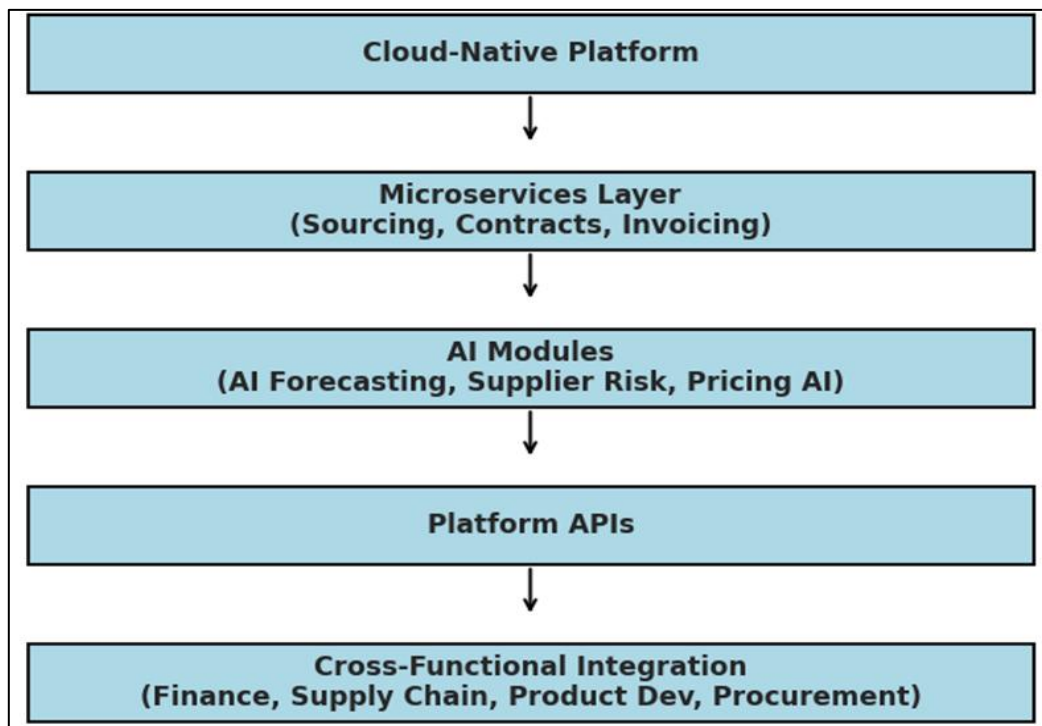 Cloud-Native Platform
Microservices Layer
(Sourcing, Contracts, Invoicing)
AI Modules
(AI Forecasting, Supplier Risk, Pricing AI)
Platform APIs
Cross-Functional Integration
(Finance, Supply Chain, Product Dev, Procurement)